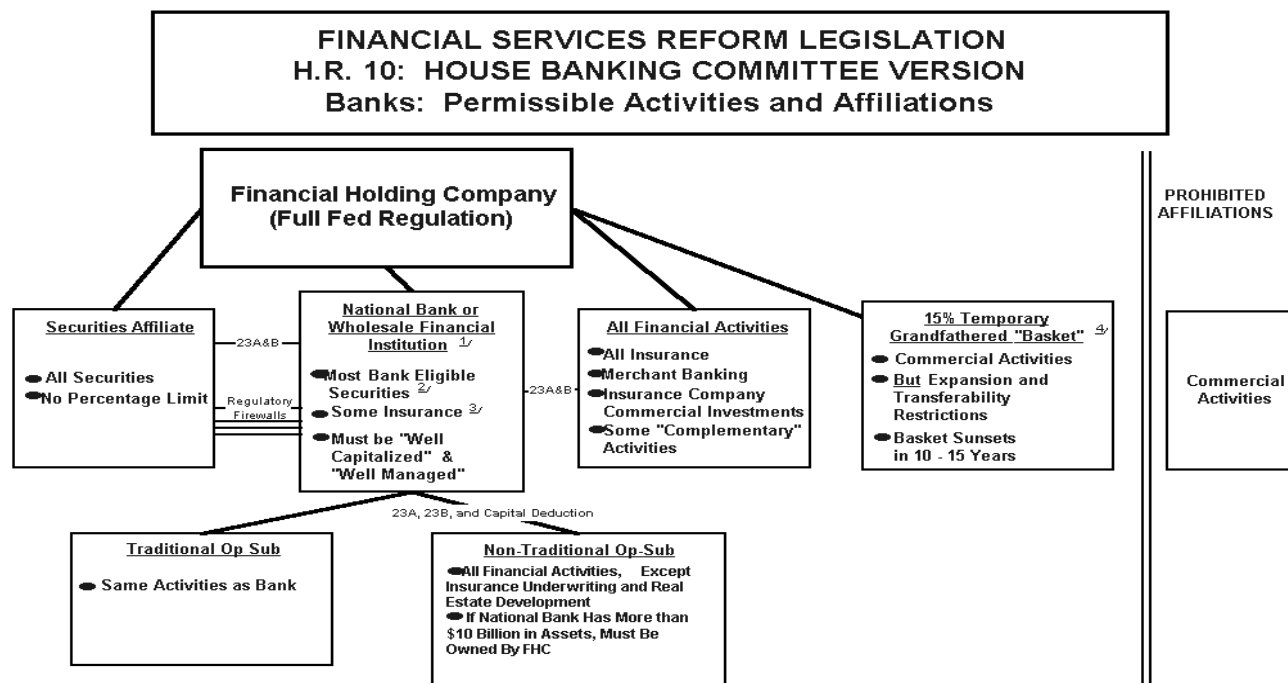 FINANCIAL SERVICES REFORM LEGISLATION
H.R. 10: HOUSE BANKING COMMITTEE VERSION
Banks: Permissible Activities and Affiliations
Financial Holding Company
(Full Fed Regulation)
PROHIBITED
AFFILIATIONS
Securities Affiliate
All Securities
No Percentage Limit
23A&B
Regulatory
Firewalls
National Bank or
Wholesale Financial
Institution 1/
Most Bank Eligible
Securities 2/
Some Insurance 3/
Must be "Well
Capitalized" &
"Well Managed"
23A&B
All Financial Activities
All Insurance
Merchant Banking
Insurance Company
Commercial Investments
Some "Complementary"
Activities
15% Temporary
Grandfathered "Basket" 4/
Commercial Activities
But Expansion and
Transferability
Restrictions
Basket Sunsets
in 10 - 15 Years
Commercial
Activities
23A, 23B, and Capital Deduction
Traditional Op Sub
Same Activities as Bank
Non-Traditional Op-Sub
All Financial Activities, Except
Insurance Underwriting and Real
Estate Development
If National Bank Has More than
$10 Billion in Assets, Must Be
Owned By FHC